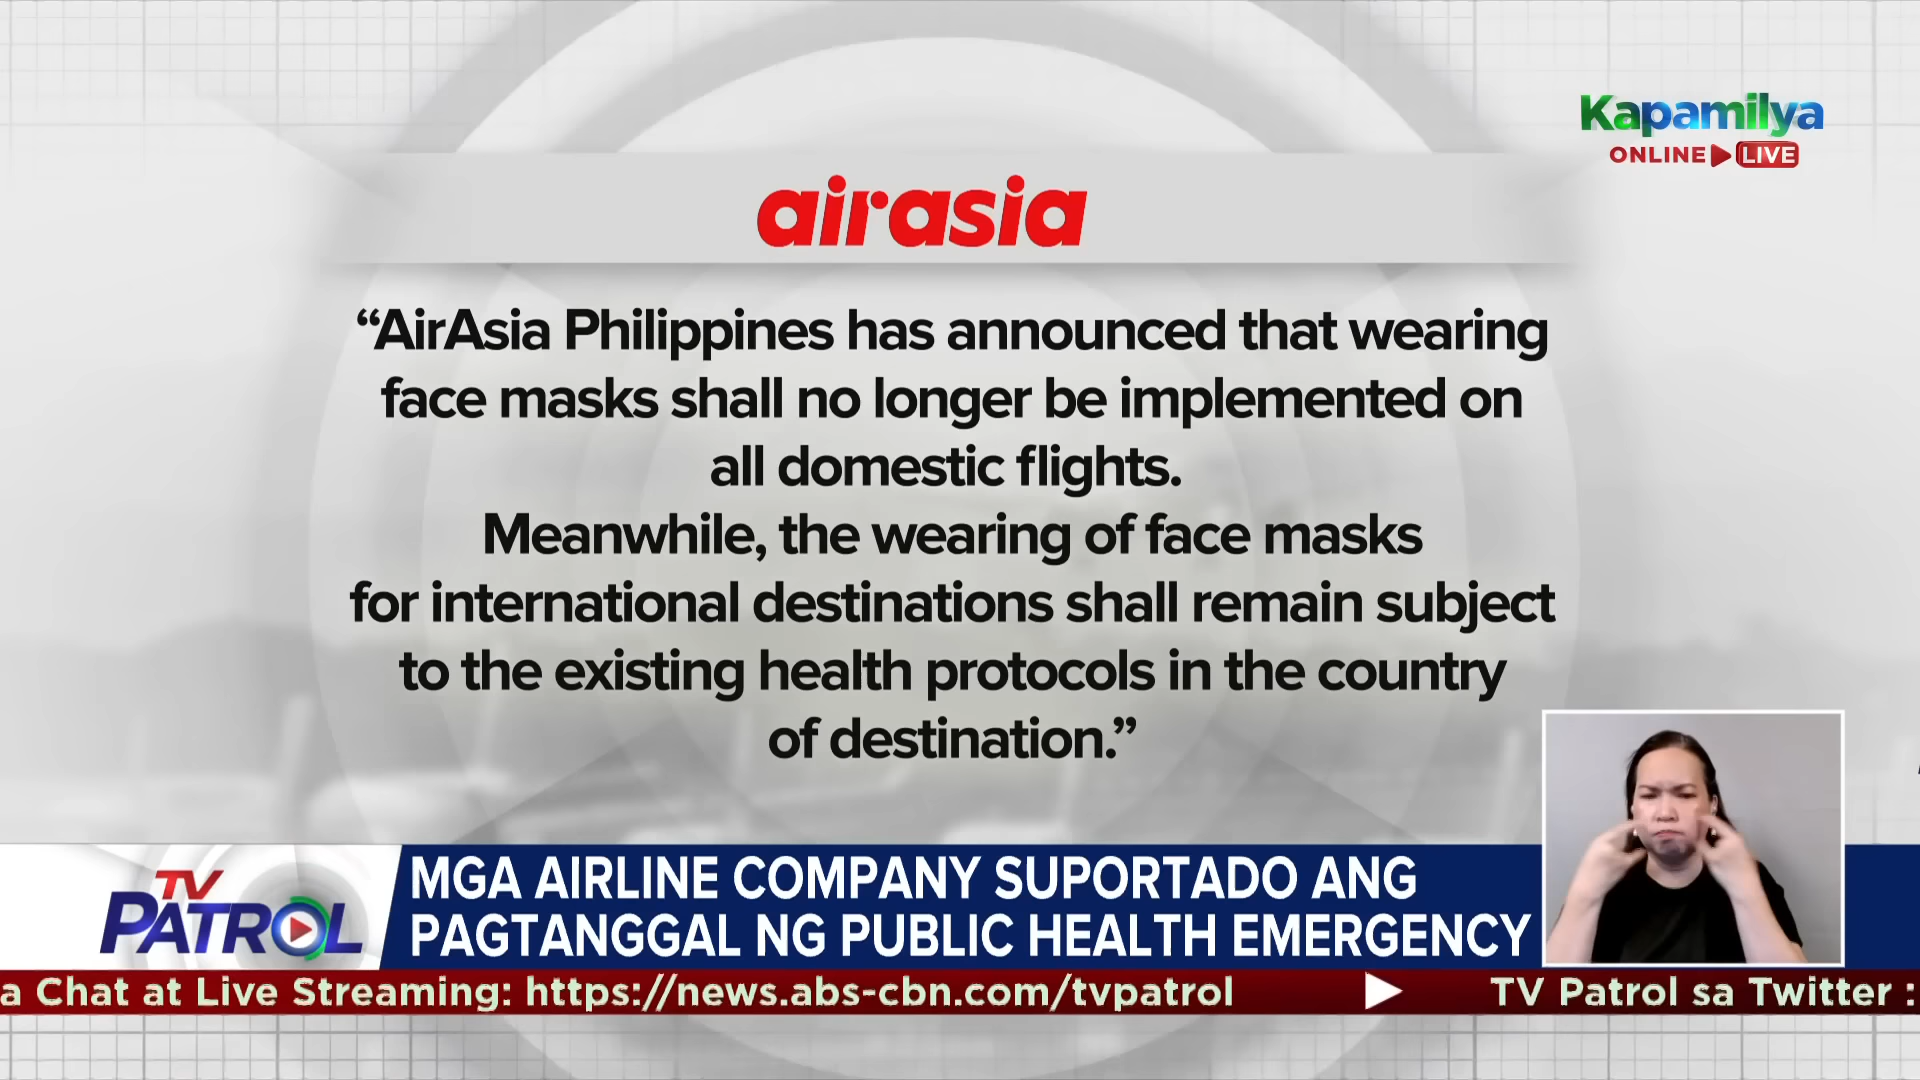 Kapamilya
ONLINE LIVE
airasia
“AirAsia Philippines has announced that wearing
face masks shall no longer be implemented on
all domestic flights.
Meanwhile, the wearing of face masks
for international destinations shall remain subject
to the existing health protocols in the country
of destination.”
TV
PATROL
MGA AIRLINE COMPANY SUPORTADO ANG
PAGTANGGAL NG PUBLIC HEALTH EMERGENCY
a Chat at Live Streaming: https://news.abs-cbn.com/tvpatrol
TV Patrol sa Twitter :